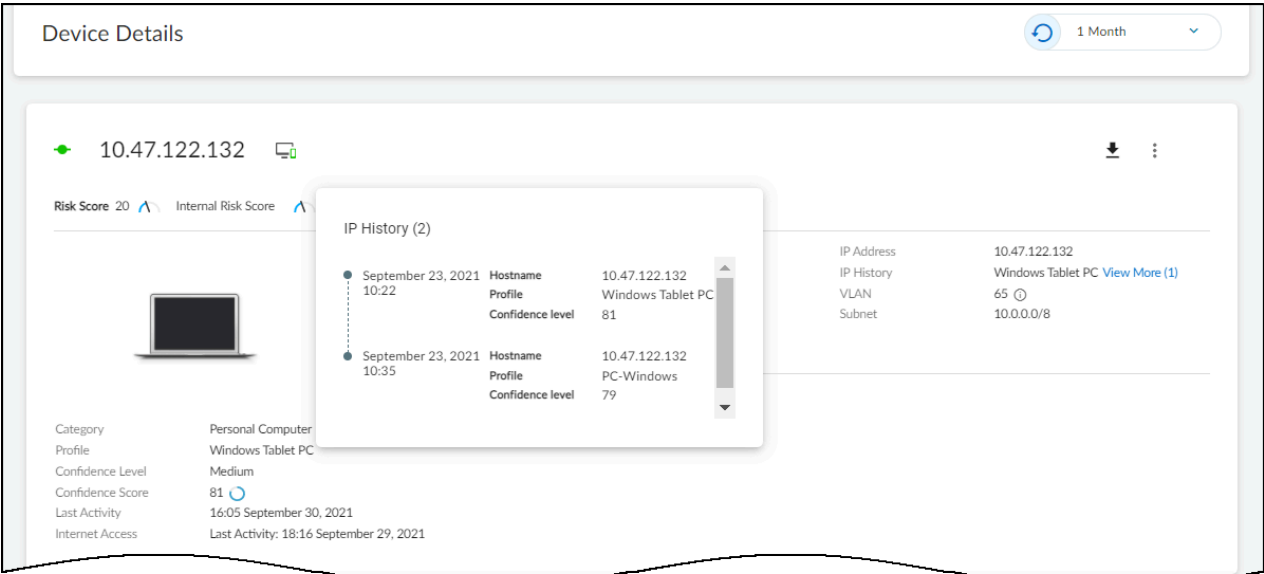 Device Details
1 Month
10.47.122.132
Risk Score 20 Internal Risk Score
IP History (2)
September 23, 2021 Hostname 10.47.122.132
10:22 Profile Windows Tablet PC
Confidence level 81
September 23, 2021 Hostname 10.47.122.132
10:35 Profile PC-Windows
Confidence level 79
IP Address 10.47.122.132
IP History Windows Tablet PC View More (1)
VLAN 65
Subnet 10.0.0.0/8
Category Personal Computer
Profile Windows Tablet PC
Confidence Level Medium
Confidence Score 81
Last Activity 16:05 September 30, 2021
Internet Access Last Activity: 18:16 September 29, 2021